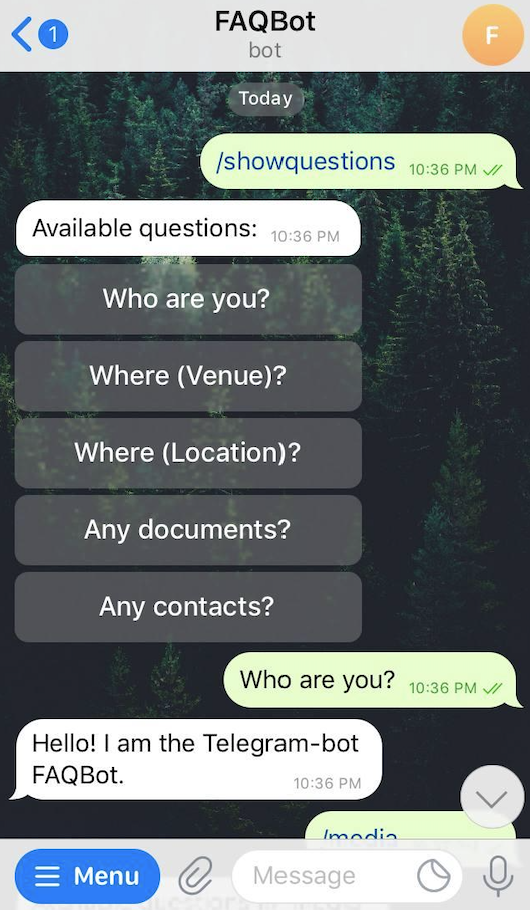 1
FAQBot
bot
F
Today
/showquestions 10:36 PM
Available questions: 10:36 PM
Who are you?
Where (Venue)?
Where (Location)?
Any documents?
Any contacts?
Who are you? 10:36 PM
Hello! I am the Telegram-bot
FAQBot. 10:36 PM
/media
Menu
Message